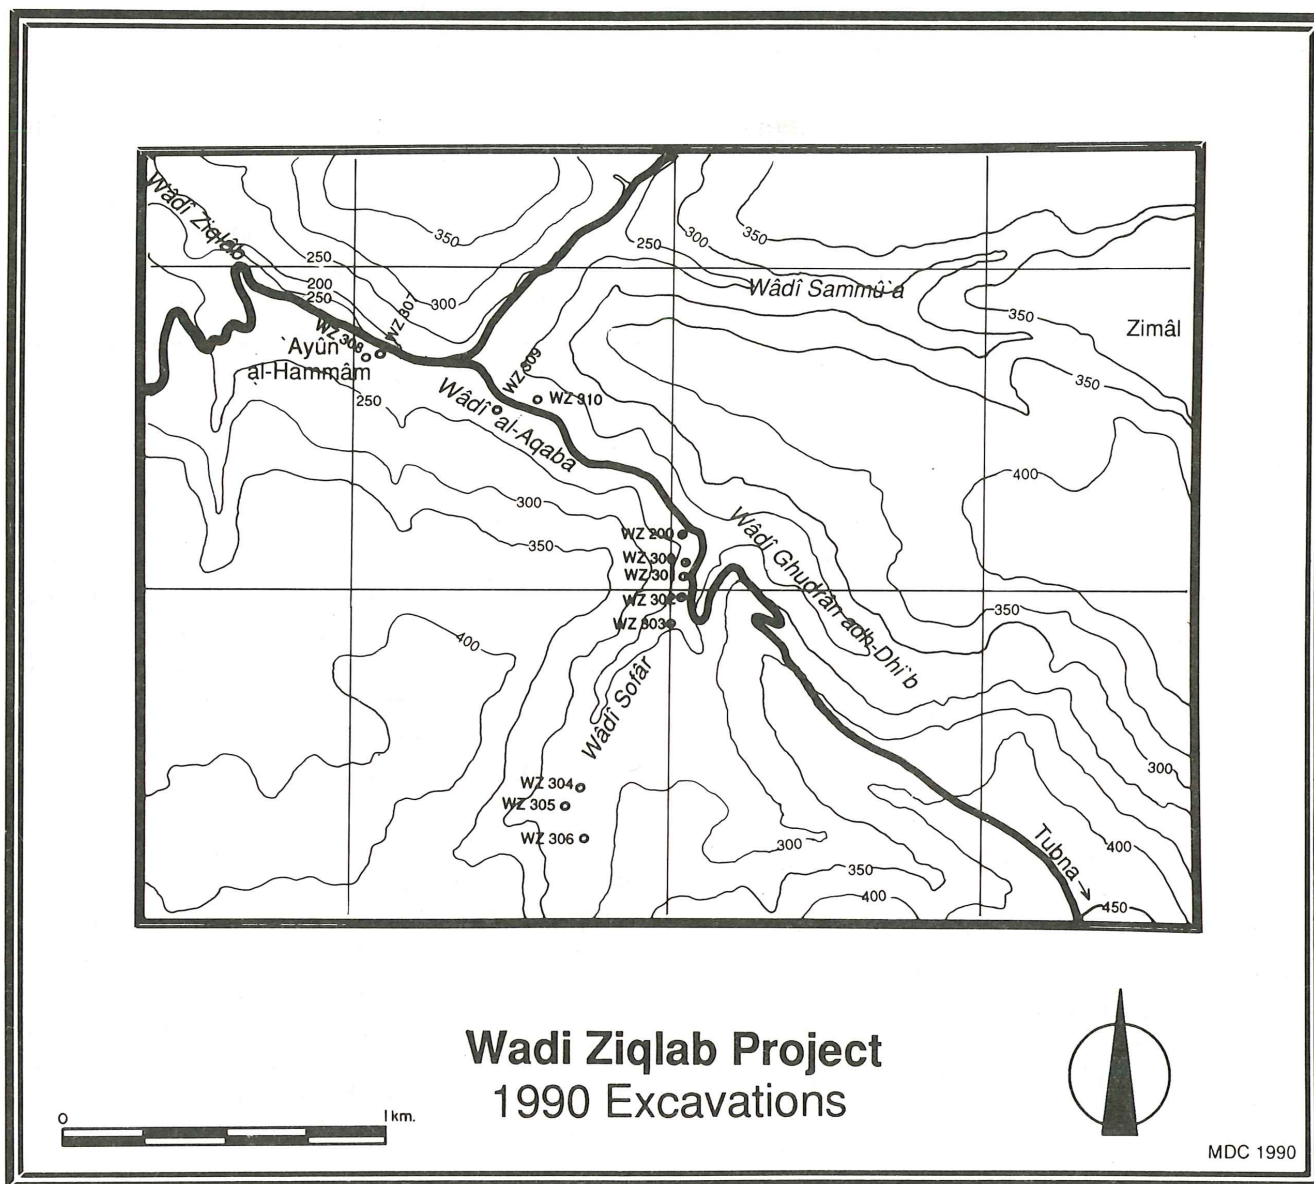 Wâdî Ziqlâb
350
250
300
350
250
200
250
300
Wâdî Sammû`a
350
Zimâl
WZ 307
WZ 308
`Ayûn
al-Hammâm
250
WZ 309
WZ 310
Wâdî
al-Aqaba
350
400
300
350
WZ 200
WZ 301
WZ 302
WZ 303
Wâdî Ghudrân adh-Dhi`b
350
400
Wâdî Sofâr
300
WZ 304
WZ 305
WZ 306
300
350
400
Tubna
400
450
Wadi Ziqlab Project
1990 Excavations
0
1 km.
MDC 1990